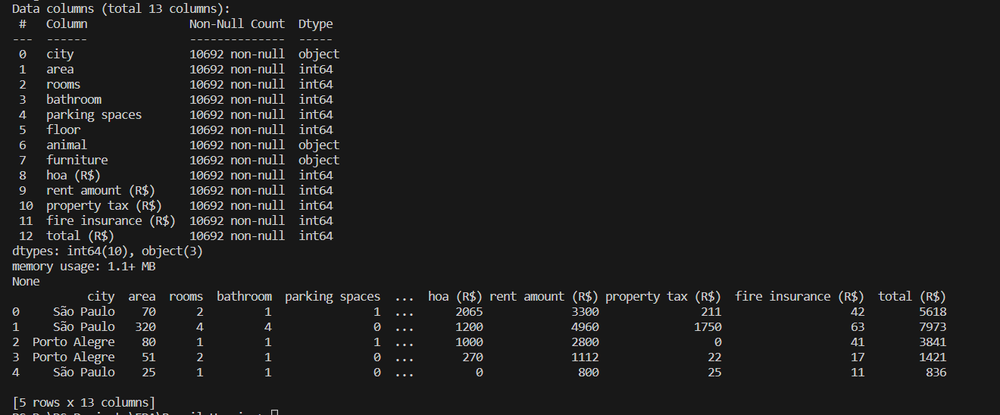 Data columns (total 13 columns):
 #   Column               Non-Null Count  Dtype
---  ------               --------------  -----
 0   city                 10692 non-null  object
 1   area                 10692 non-null  int64
 2   rooms                10692 non-null  int64
 3   bathroom             10692 non-null  int64
 4   parking spaces       10692 non-null  int64
 5   floor                10692 non-null  int64
 6   animal               10692 non-null  object
 7   furniture            10692 non-null  object
 8   hoa (R$)             10692 non-null  int64
 9   rent amount (R$)     10692 non-null  int64
 10  property tax (R$)    10692 non-null  int64
 11  fire insurance (R$)  10692 non-null  int64
 12  total (R$)           10692 non-null  int64
dtypes: int64(10), object(3)
memory usage: 1.1+ MB
None
           city  area  rooms  bathroom  parking spaces  ...  hoa (R$) rent amount (R$) property tax (R$)  fire insurance (R$)  total (R$)
0     São Paulo    70      2         1               1  ...      2065             3300               211                   42        5618
1     São Paulo   320      4         4               0  ...      1200             4960              1750                   63        7973
2  Porto Alegre    80      1         1               1  ...      1000             2800                 0                   41        3841
3  Porto Alegre    51      2         1               0  ...       270             1112                22                   17        1421
4     São Paulo    25      1         1               0  ...         0              800                25                   11         836
[5 rows x 13 columns]